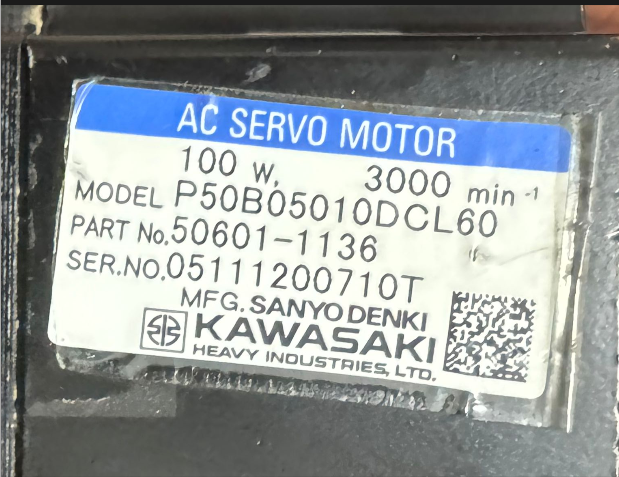 AC SERVO MOTOR
100 W, 3000 min⁻¹
MODEL P50B05010DCL60
PART No. 50601-1136
SER.NO. 05111200710T
MFG. SANYO DENKI
KAWASAKI
HEAVY INDUSTRIES, LTD.